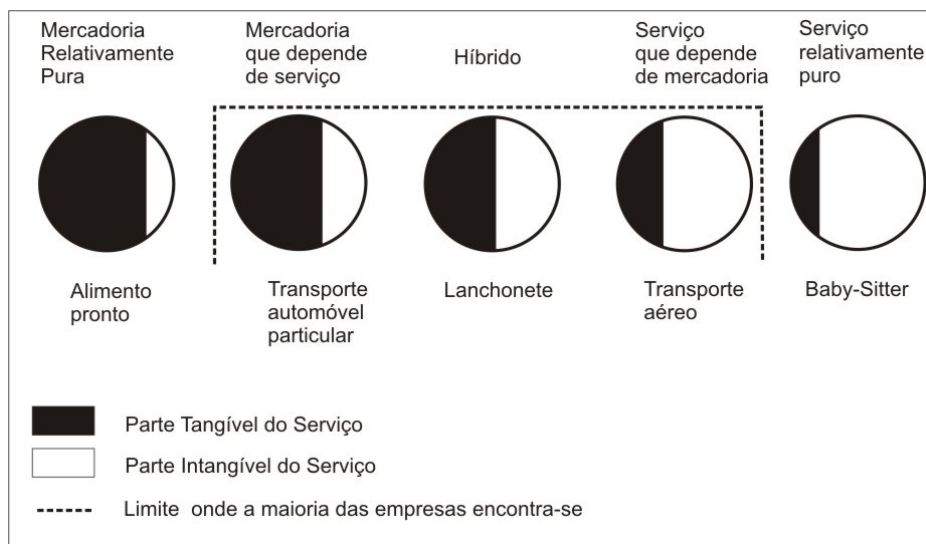 Mercadoria
Relativamente
Pura
Mercadoria
que depende
de serviço
Híbrido
Serviço
que depende
de mercadoria
Serviço
relativamente
puro
Alimento
pronto
Transporte
automóvel
particular
Lanchonete
Transporte
aéreo
Baby-Sitter
Parte Tangível do Serviço
Parte Intangível do Serviço
Limite onde a maioria das empresas encontra-se